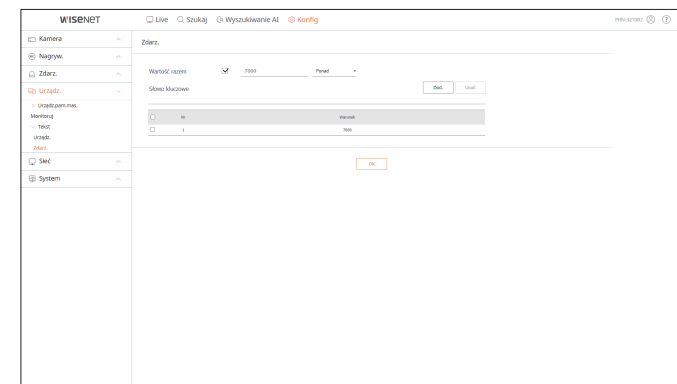 WISENET
Live Szukaj Wyszukiwanie AI Konfig
Kamera
Nagryw.
Zdarz.
Urządz.
Urządz.pam.mas.
Monitoruj
Tekst
Urządz.
Zdarz.
Sieć
System
Zdarz.
Wartość razem 7000 Ponad
Słowo kluczowe Dod. Usuń
Nr Warunek
1 7000
OK